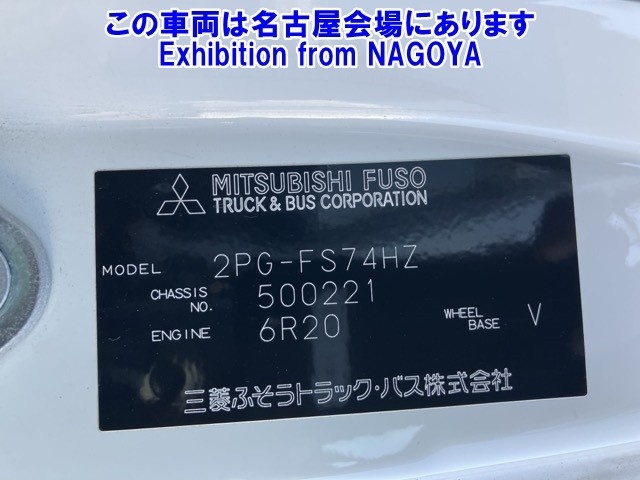 この車両は名古屋会場にあります
Exhibition from NAGOYA
MITSUBISHI FUSO
TRUCK & BUS CORPORATION
MODEL 2PG-FS74HZ
CHASSIS NO. 500221
ENGINE 6R20 WHEEL BASE V
三菱ふそうトラック・バス株式会社